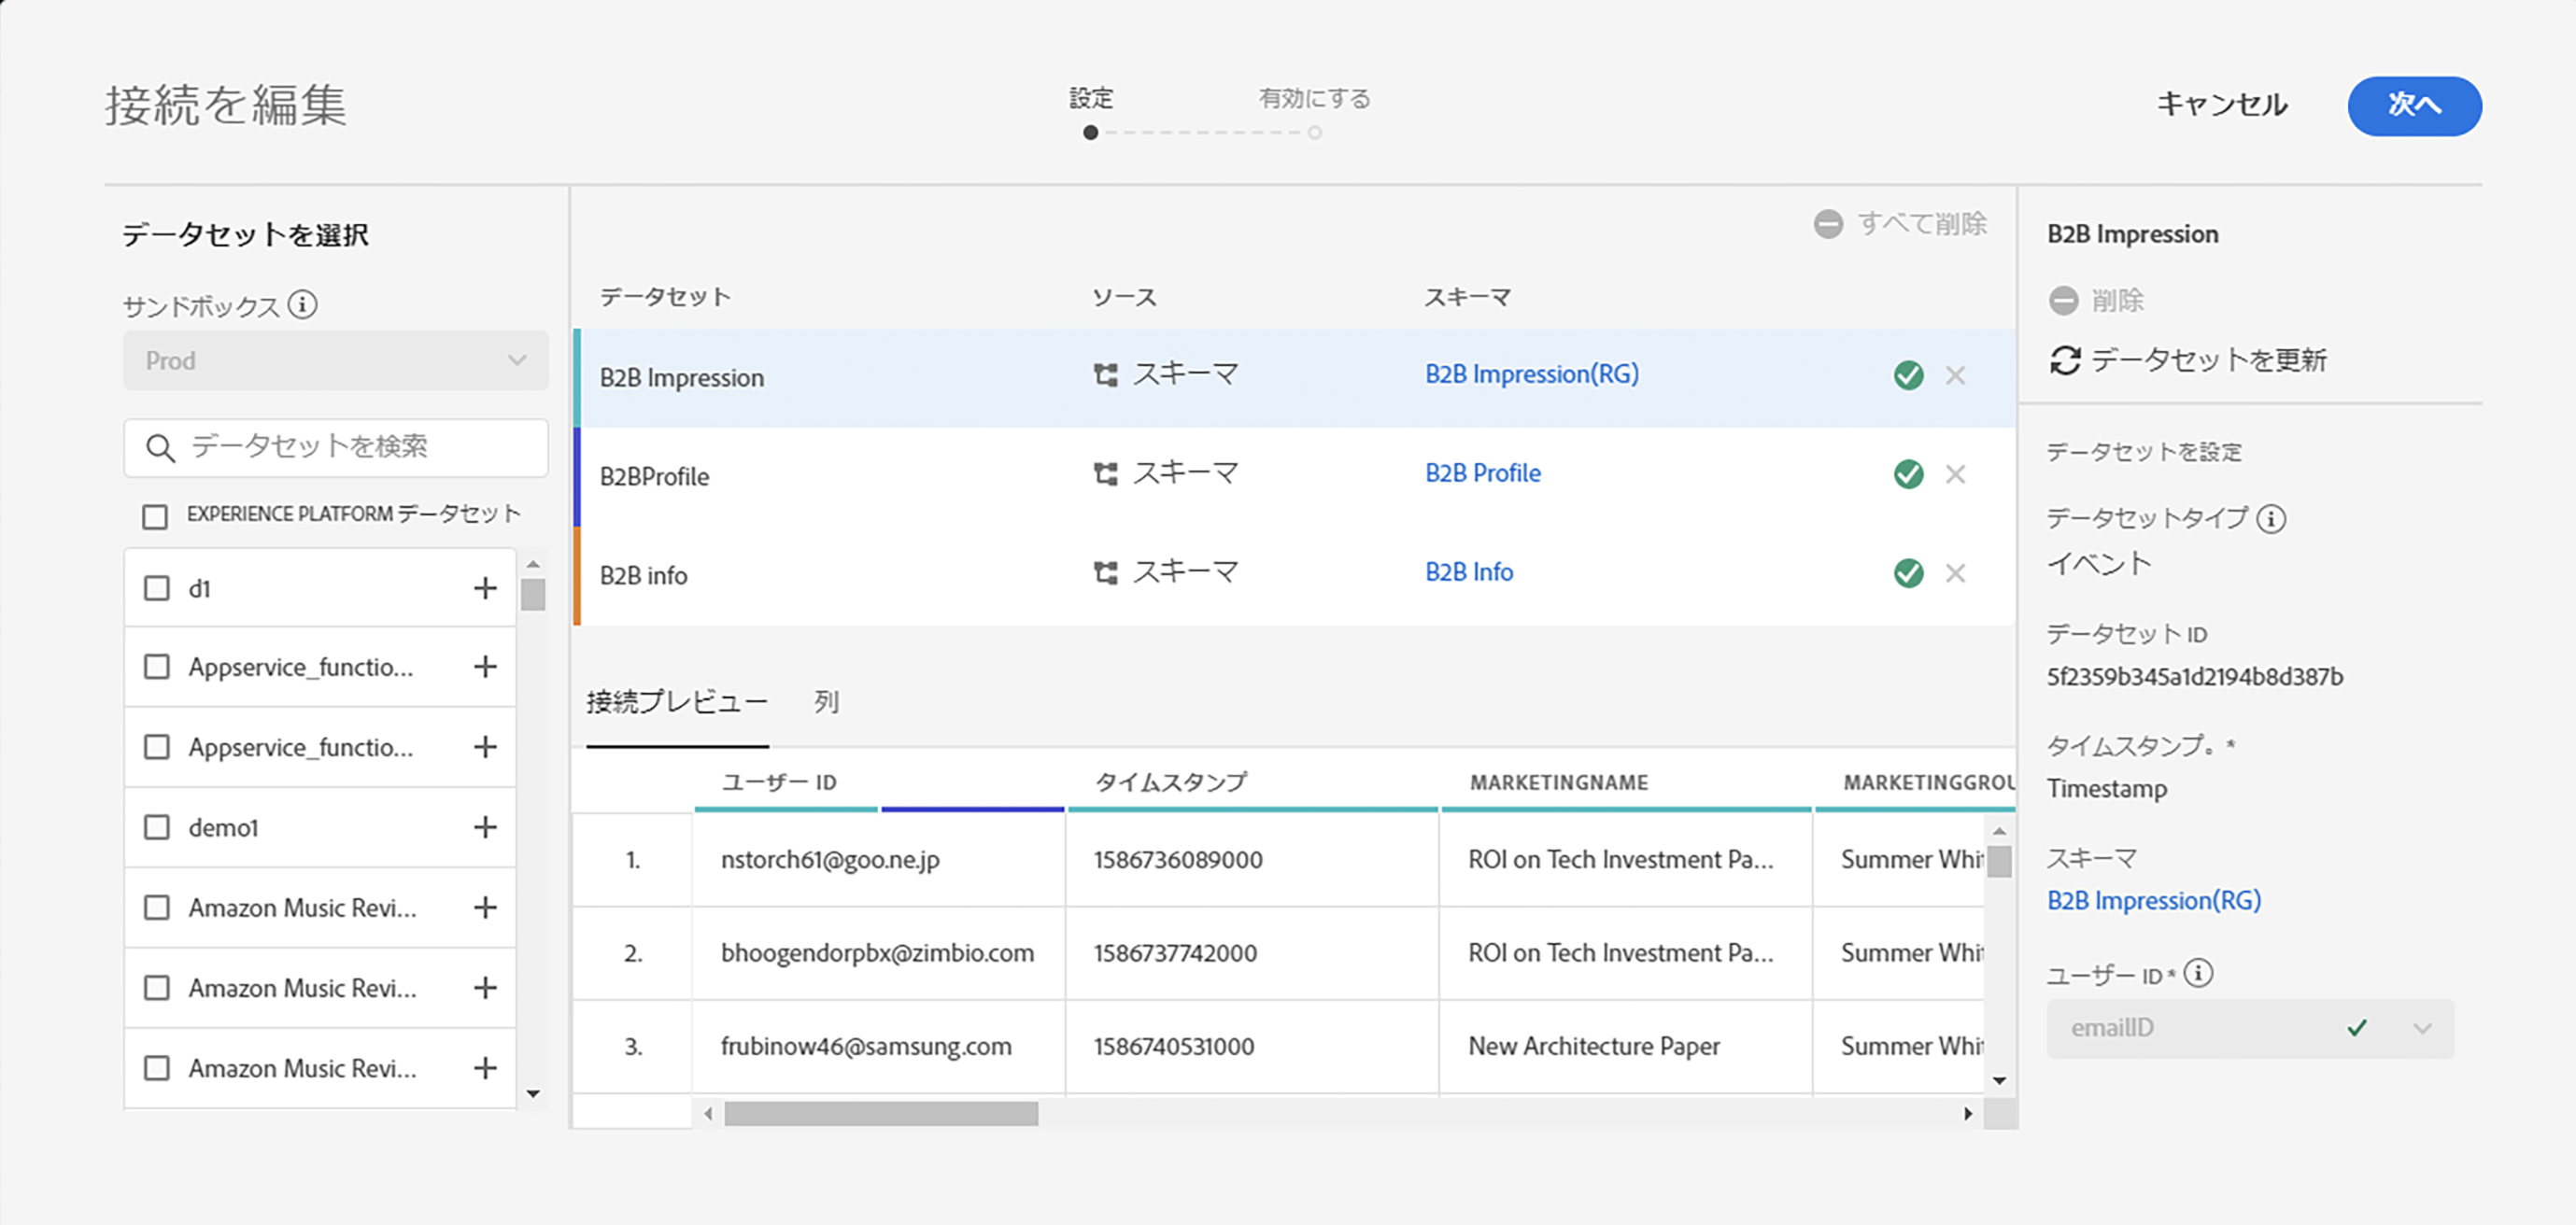 接続を編集
設定
有効にする
キャンセル
次へ
データセットを選択
サンドボックス
Prod
データセットを検索
EXPERIENCE PLATFORM データセット
d1
Appservice_functio...
Appservice_functio...
demo1
Amazon Music Revi...
Amazon Music Revi...
Amazon Music Revi...
すべて削除
データセット ソース スキーマ
B2B Impression スキーマ B2B Impression(RG)
B2BProfile スキーマ B2B Profile
B2B info スキーマ B2B Info
接続プレビュー 列
ユーザー ID タイムスタンプ MARKETINGNAME MARKETINGGROU
1. nstorch61@goo.ne.jp 1586736089000 ROI on Tech Investment Pa... Summer Whi
2. bhoogendorpbx@zimbio.com 1586737742000 ROI on Tech Investment Pa... Summer Whi
3. frubinow46@samsung.com 1586740531000 New Architecture Paper Summer Whi
B2B Impression
削除
データセットを更新
データセットを設定
データセットタイプ
イベント
データセット ID
5f2359b345a1d2194b8d387b
タイムスタンプ。*
Timestamp
スキーマ
B2B Impression(RG)
ユーザー ID *
emailID